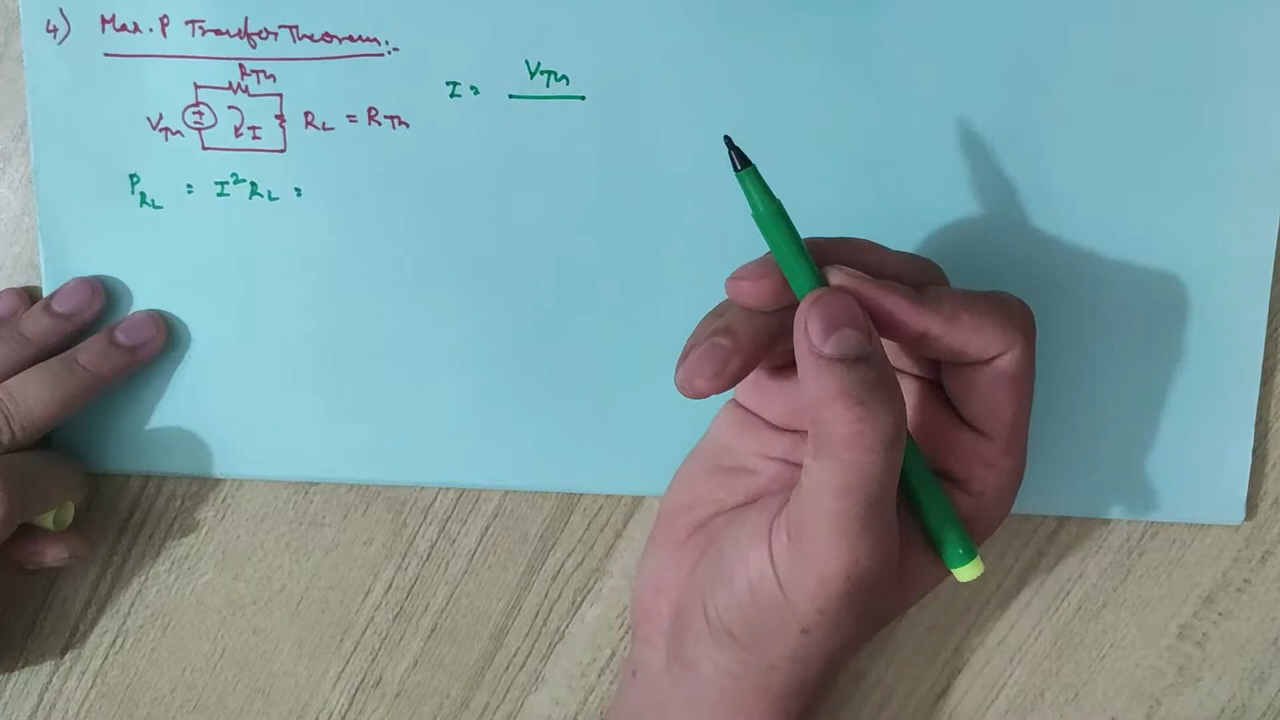 4) Max. P Transfer Theorem:-
RTh
VTh I RL = RTh
I = VTh
PRL = I²RL =